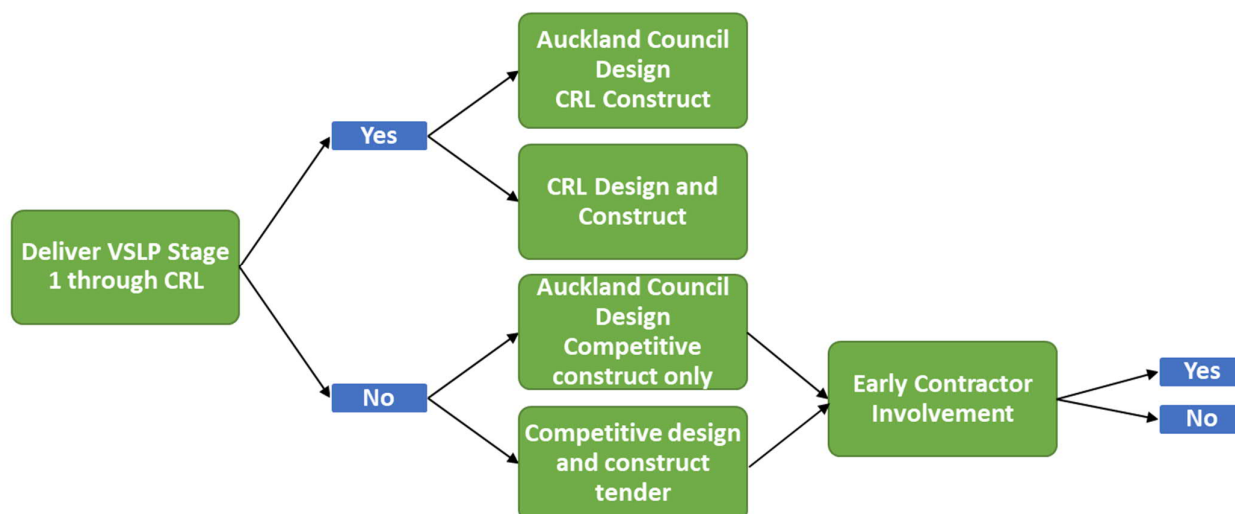 Deliver VSLP Stage
1 through CRL
Yes
No
Auckland Council
Design
CRL Construct
CRL Design and
Construct
Auckland Council
Design
Competitive
construct only
Competitive design
and construct
tender
Early Contractor
Involvement
Yes
No